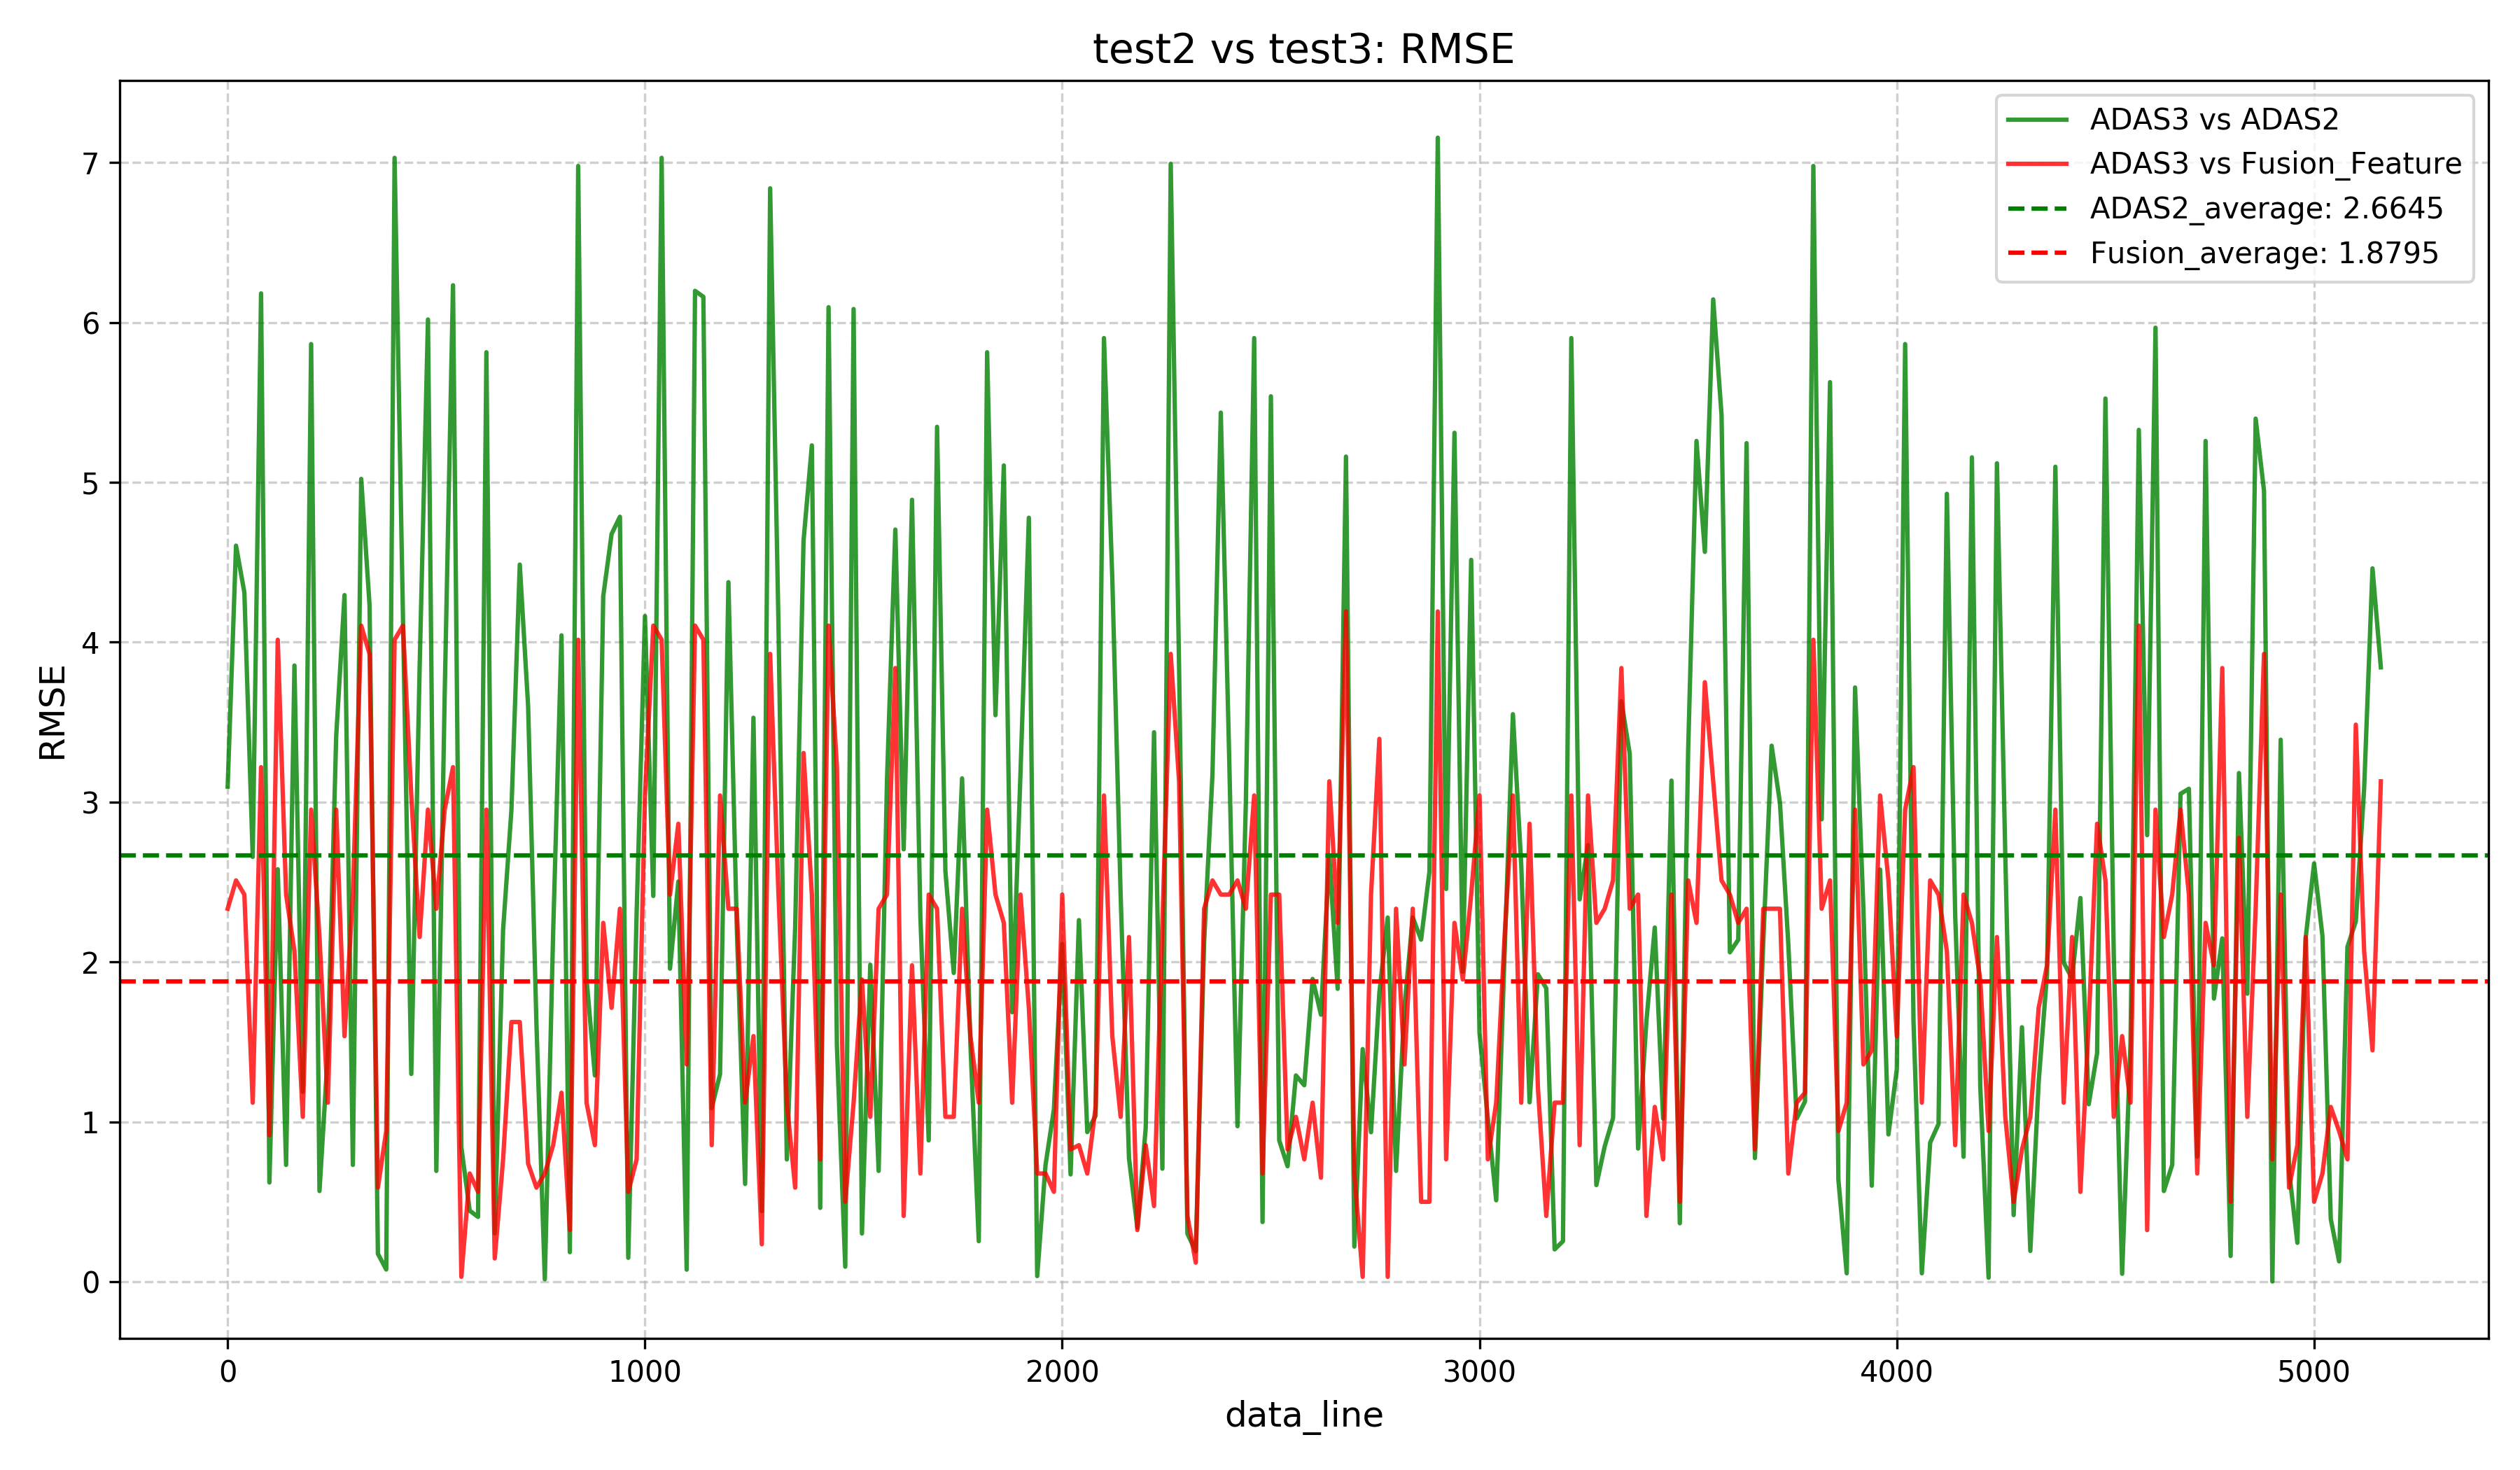 test2 vs test3: RMSE
ADAS3 vs ADAS2
ADAS3 vs Fusion_Feature
ADAS2_average: 2.6645
Fusion_average: 1.8795
RMSE
7
6
5
4
3
2
1
0
0 1000 2000 3000 4000 5000
data_line